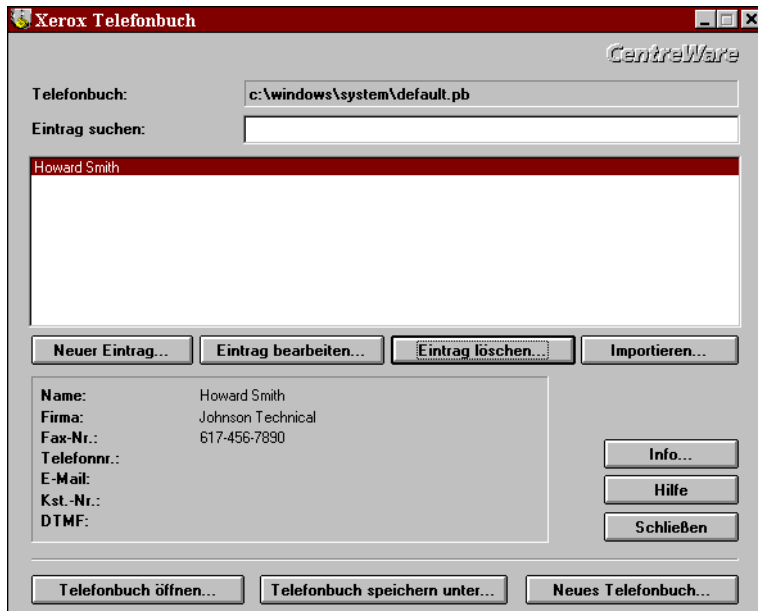 Xerox Telefonbuch
CentreWare
Telefonbuch: c:\windows\system\default.pb
Eintrag suchen:
Howard Smith
Neuer Eintrag... Eintrag bearbeiten... Eintrag löschen... Importieren...
Name: Howard Smith
Firma: Johnson Technical
Fax-Nr.: 617-456-7890
Telefonnr.:
E-Mail:
Kst.-Nr.:
DTMF:
Info...
Hilfe
Schließen
Telefonbuch öffnen... Telefonbuch speichern unter... Neues Telefonbuch...